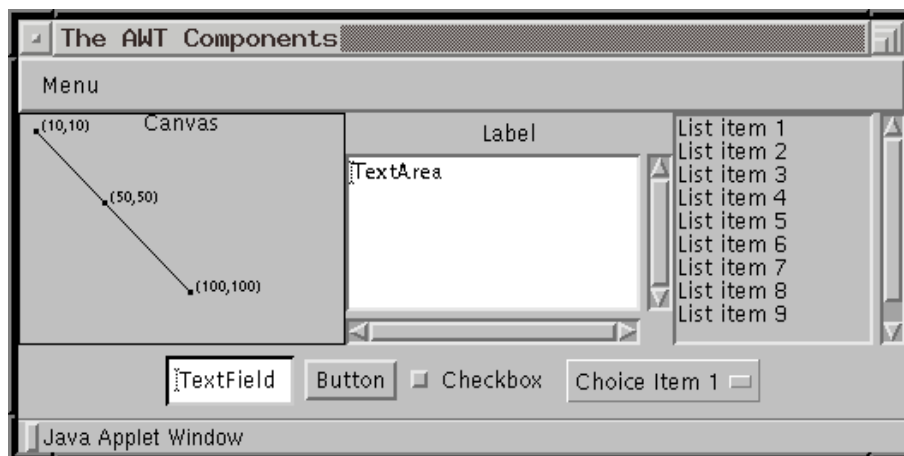 The AWT Components
Menu
Canvas
(10,10)
(50,50)
(100,100)
Label
TextArea
List item 1
List item 2
List item 3
List item 4
List item 5
List item 6
List item 7
List item 8
List item 9
TextField
Button
Checkbox
Choice Item 1
Java Applet Window